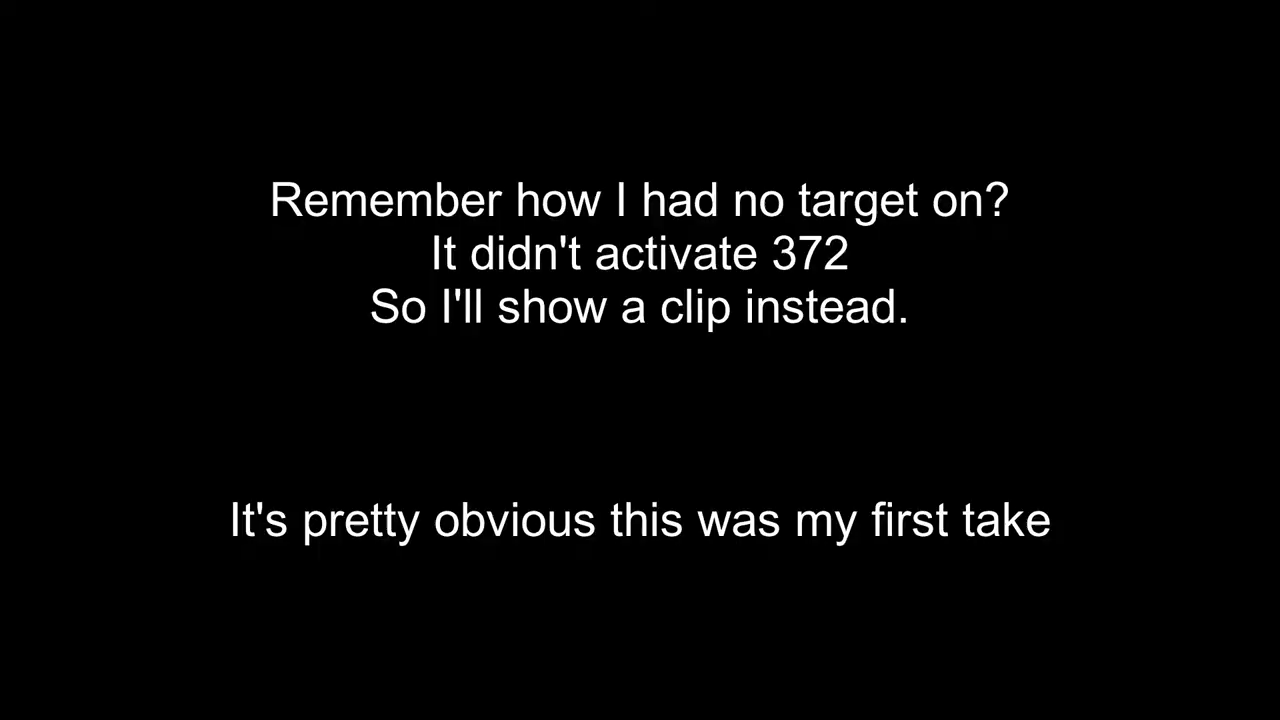 Remember how I had no target on?
It didn't activate 372
So I'll show a clip instead.
It's pretty obvious this was my first take